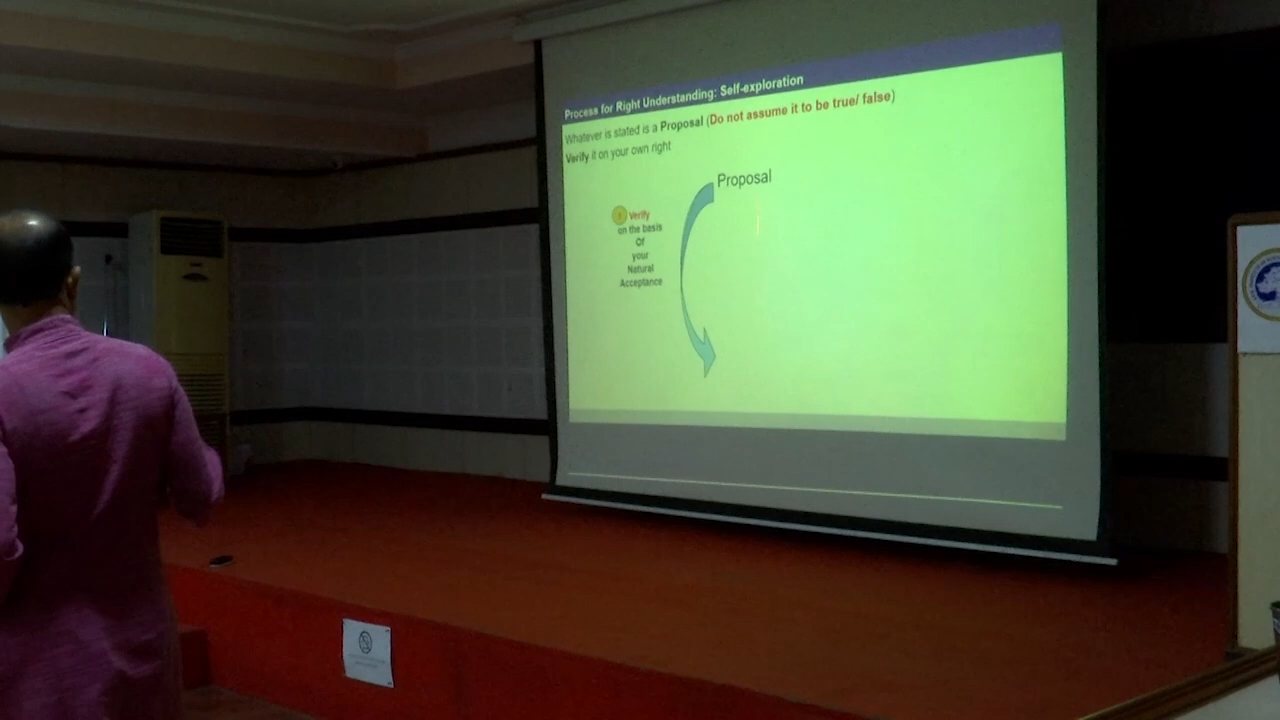 Process for Right Understanding: Self-exploration
Whatever is stated is a Proposal (Do not assume it to be true/ false)
Verify it on your own right
Proposal
Verify
on the basis
Of
your
Natural
Acceptance